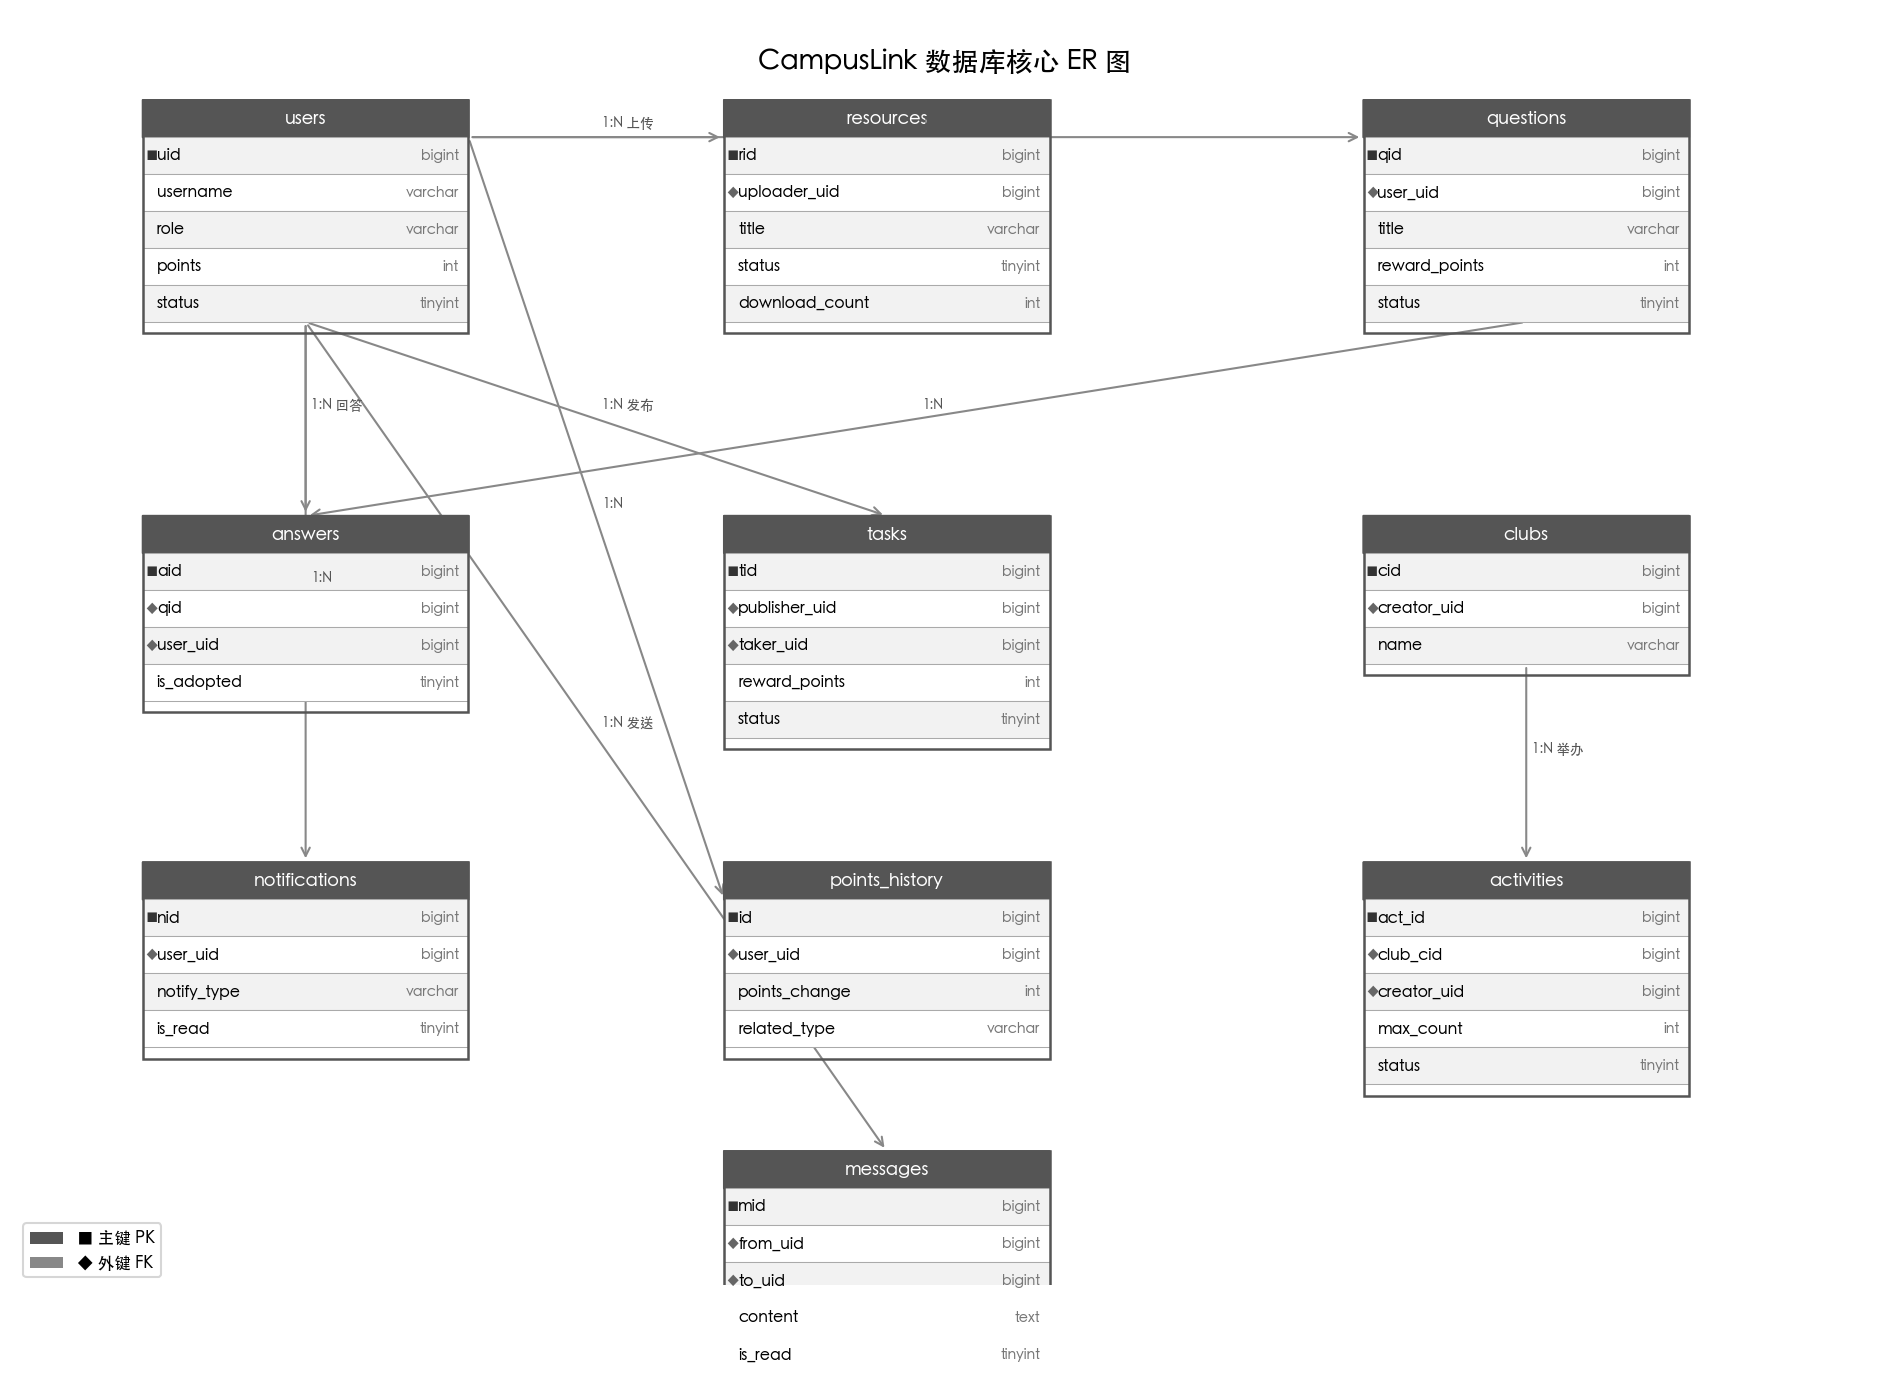 CampusLink 数据库核心 ER 图
users
■uid bigint
username varchar
role varchar
points int
status tinyint
1:N 上传
resources
■rid bigint
◆uploader_uid bigint
title varchar
status tinyint
download_count int
questions
■qid bigint
◆user_uid bigint
title varchar
reward_points int
status tinyint
1:N 回答
1:N 发布
1:N
1:N
answers
■aid bigint
1:N
◆qid bigint
◆user_uid bigint
is_adopted tinyint
tasks
■tid bigint
◆publisher_uid bigint
◆taker_uid bigint
reward_points int
status tinyint
clubs
■cid bigint
◆creator_uid bigint
name varchar
1:N 发送
1:N 举办
notifications
■nid bigint
◆user_uid bigint
notify_type varchar
is_read tinyint
points_history
■id bigint
◆user_uid bigint
points_change int
related_type varchar
activities
■act_id bigint
◆club_cid bigint
◆creator_uid bigint
max_count int
status tinyint
messages
■mid bigint
◆from_uid bigint
◆to_uid bigint
content text
is_read tinyint
■ 主键 PK
◆ 外键 FK